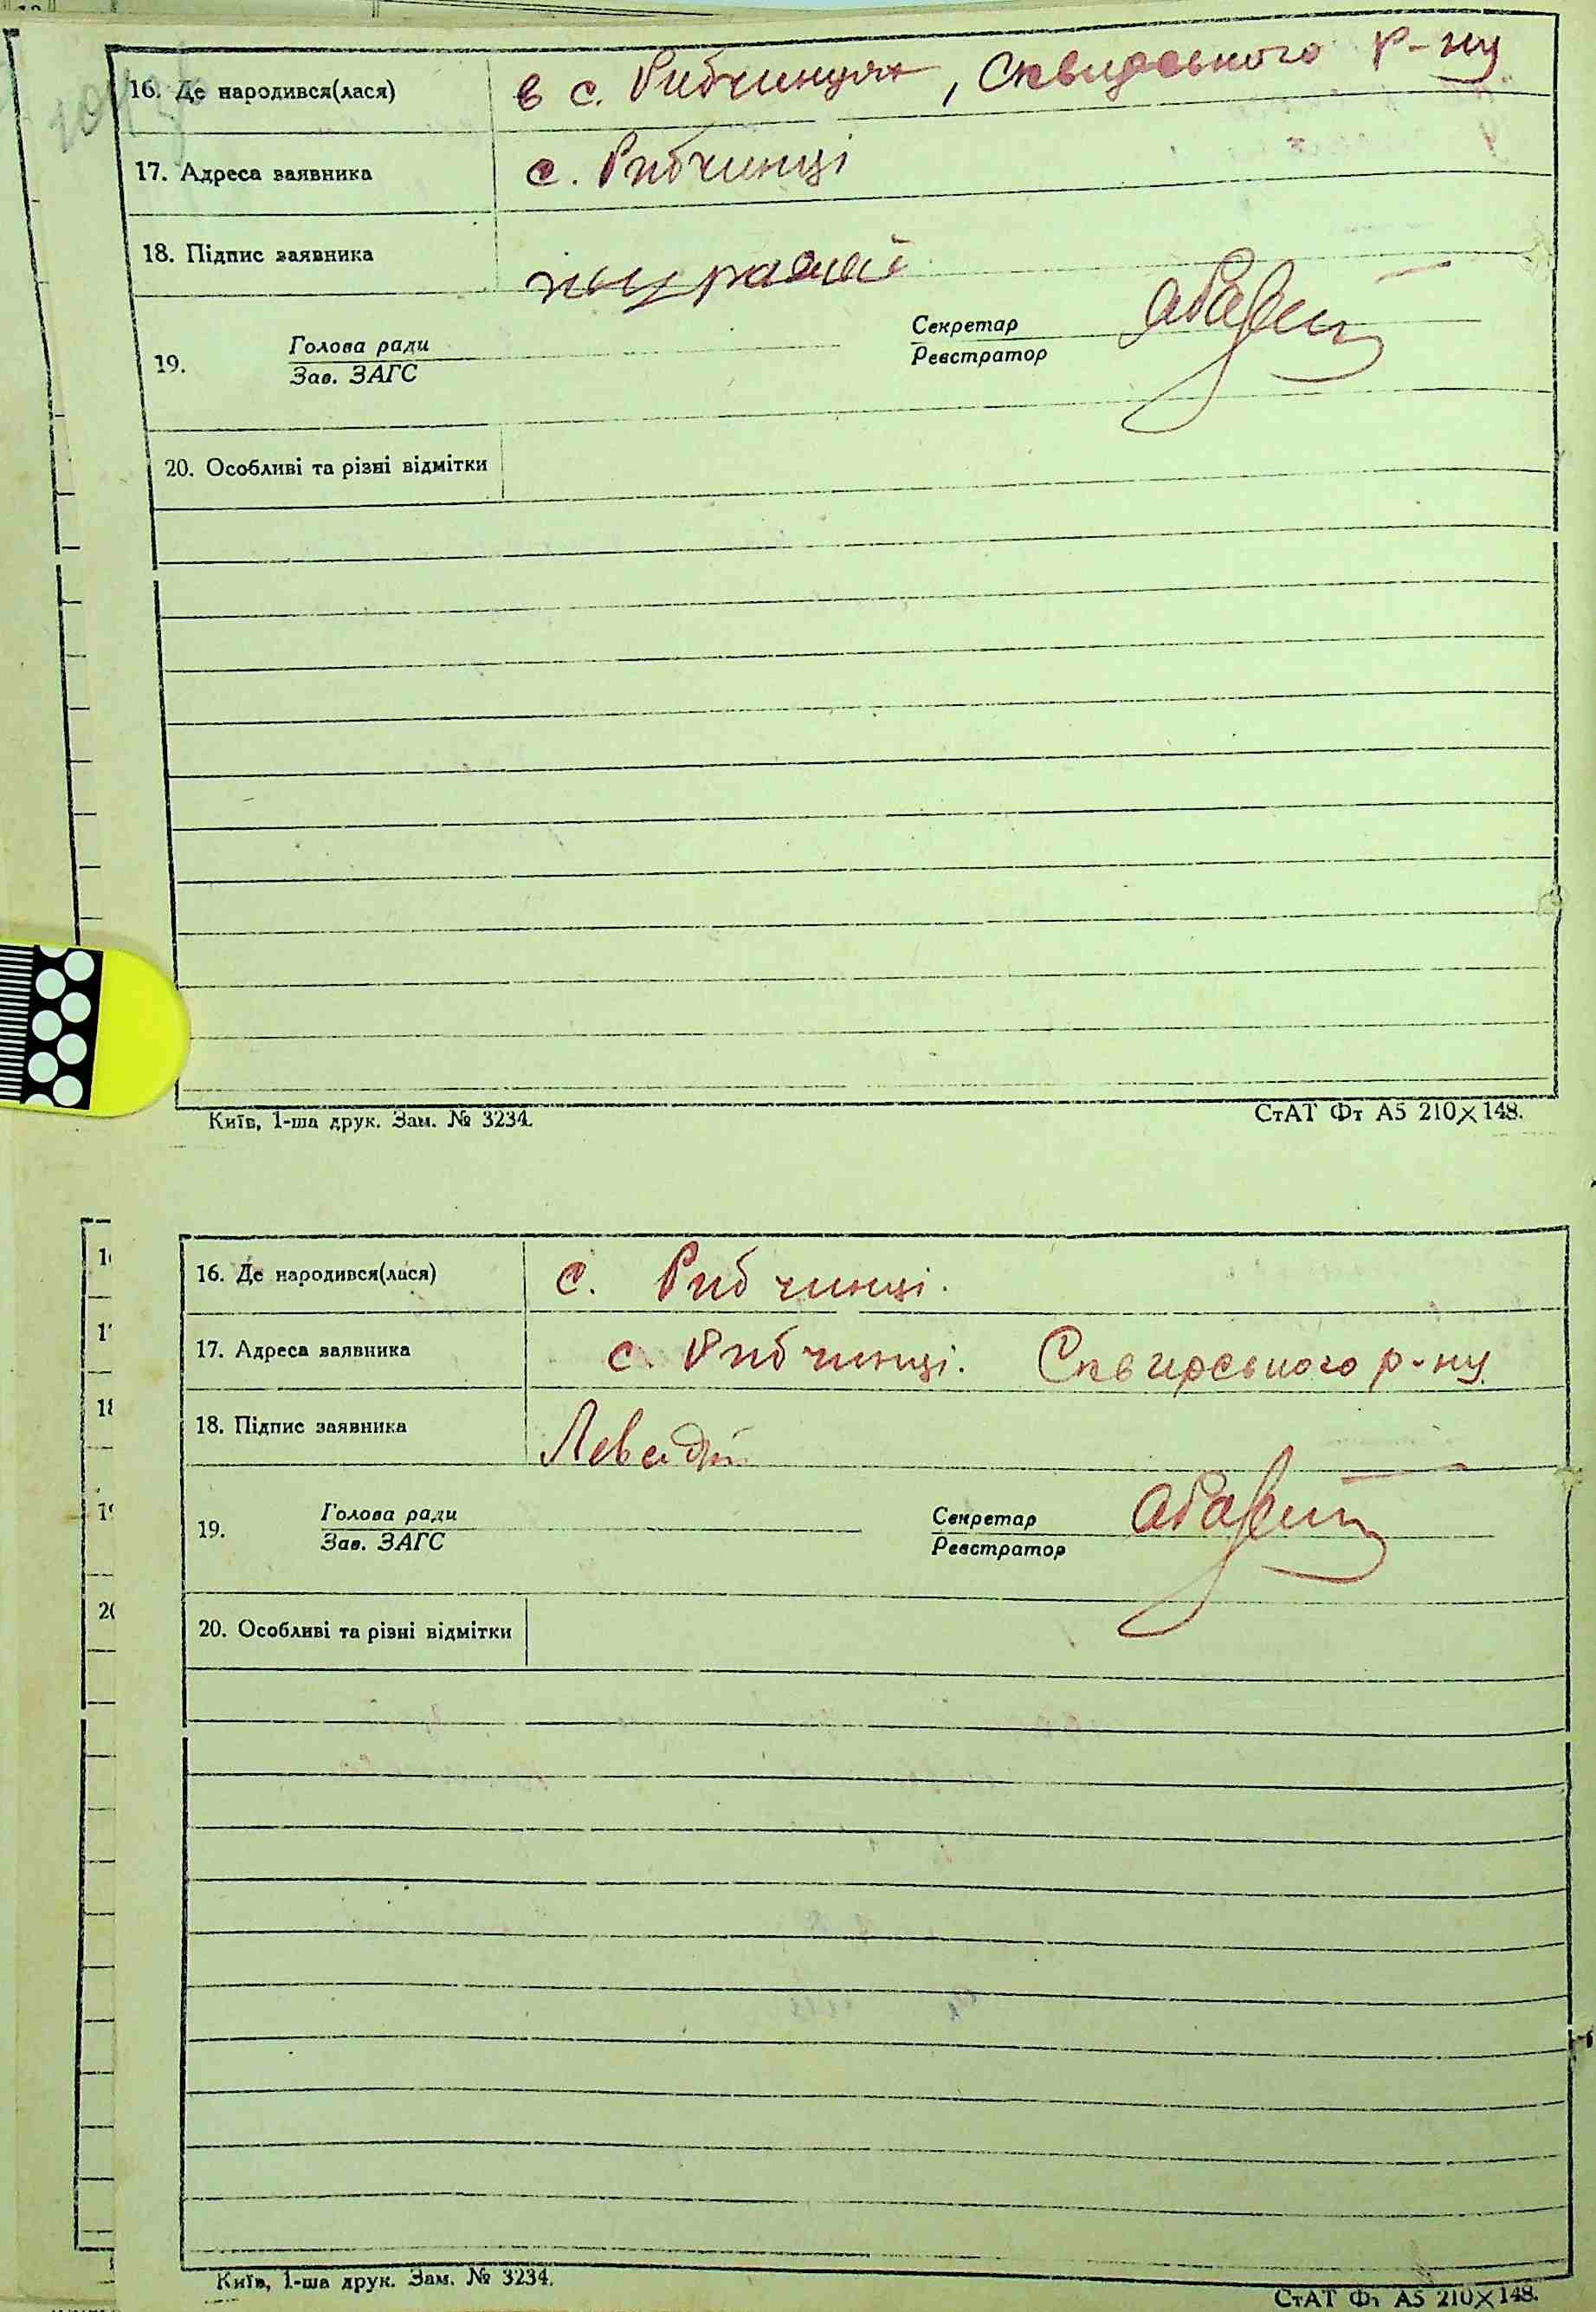 16. Де народився(лася) в с. Рибчинцях, Сквирського р-ну
17. Адреса заявника с. Рибчинці
18. Підпис заявника
19. Голова ради Секретар
Зав. ЗАГС Реєстратор
20. Особливі та різні відмітки
Київ, 1-ша друк. Зам. № 3234. СтАТ Фт А5 210×148.
16. Де народився(лася) с. Рибчинці.
17. Адреса заявника с. Рибчинці. Сквирського р-ну
18. Підпис заявника
19. Голова ради Секретар
Зав. ЗАГС Реєстратор
20. Особливі та різні відмітки
Київ, 1-ша друк. Зам. № 3234. СтАТ Фт А5 210×148.